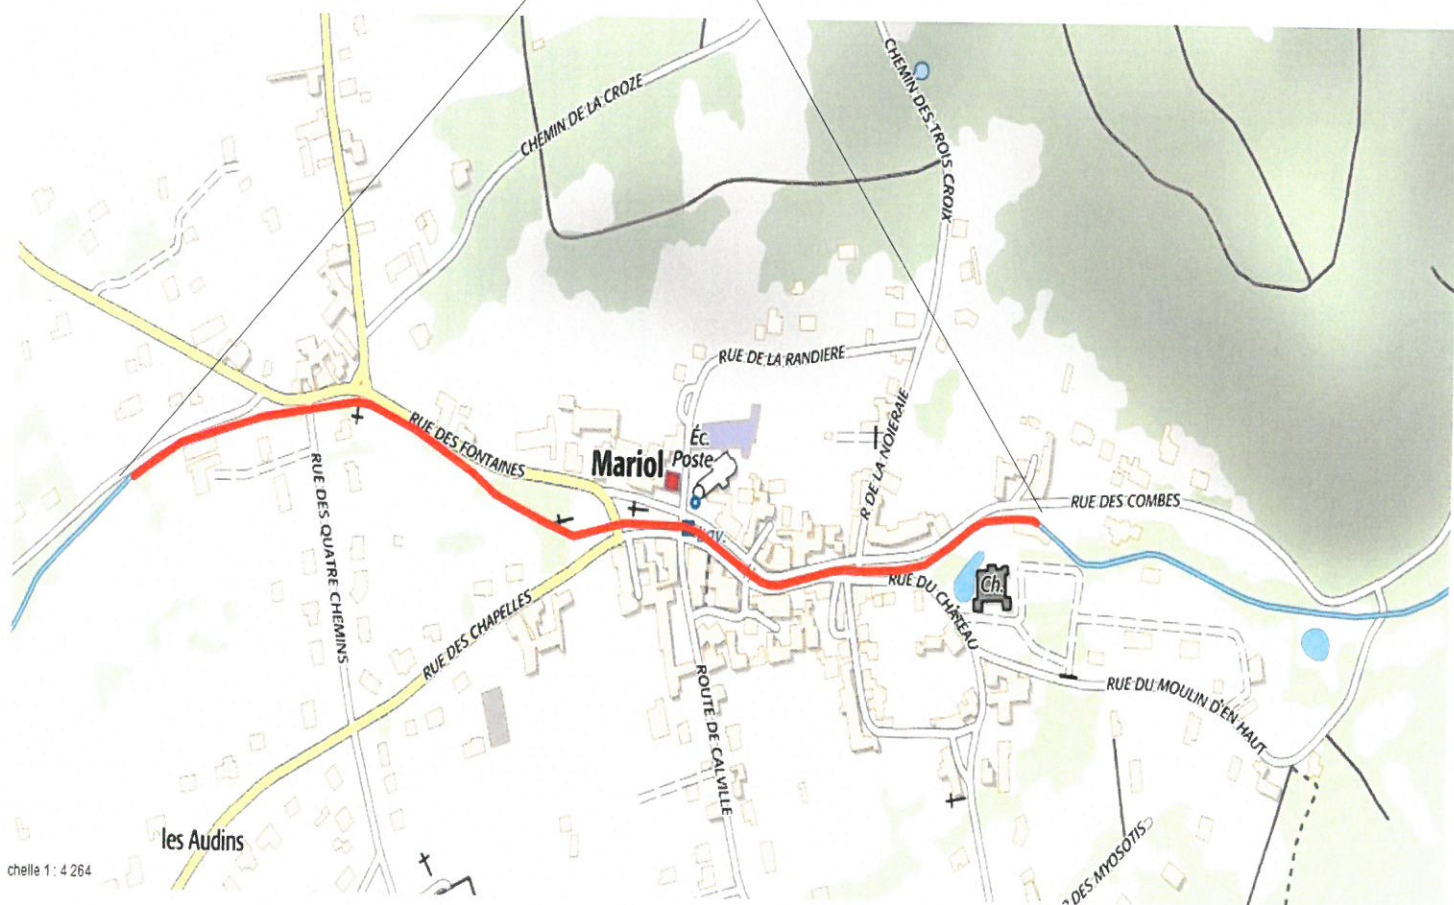 CHEMIN DE LA CROZE
CHEMIN DES TROIS CROIX
RUE DE LA RANDIERE
R DE LA NOIERAIE
RUE DES FONTAINES
Éc.
Mariol
Poste
RUE DES COMBES
RUE DES QUATRE CHEMINS
RUE DU CHATEAU
Ch.
RUE DES CHAPELLES
ROUTE DE CALVILLE
RUE DU MOULIN D'EN HAUT
les Audins
DES MYOSOTIS
chelle 1 : 4 264